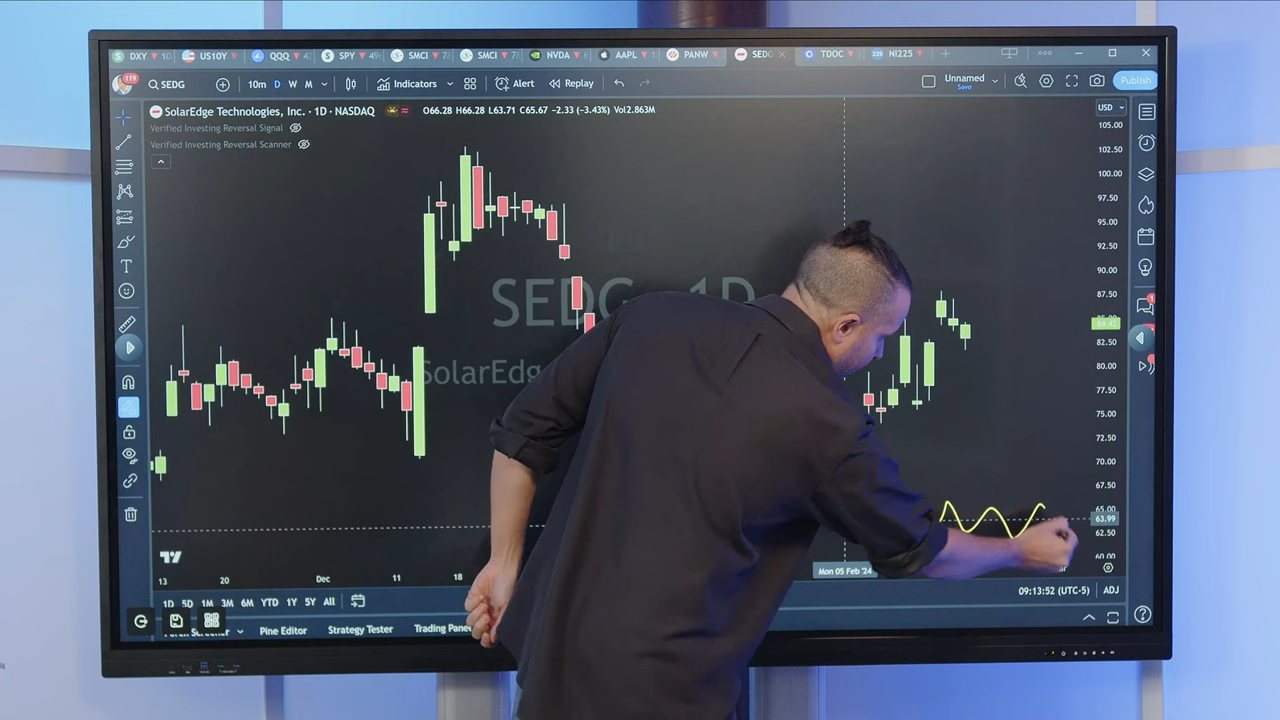 DXY US10Y QQQ SPY SMCI SMCI NVDA AAPL PANW SEDG TDOC NI225
119 SEDG 10m D W M Indicators Alert Replay Unnamed Save Publish
SolarEdge Technologies, Inc. · 1D · NASDAQ O66.28 H66.28 L63.71 C65.67 −2.33 (−3.43%) Vol2.863M USD
Verified Investing Reversal Signal
Verified Investing Reversal Scanner
105.00
102.50
100.00
97.50
95.00
92.50
90.00
87.50
82.50
80.00
77.50
75.00
72.50
70.00
67.50
65.00
63.99
62.50
60.00
SEDG 1D
SolarEdg
13 20 Dec 11 18 Mon 05 Feb '24
1D 5D 1M 3M 6M YTD 1Y 5Y All 09:13:52 (UTC-5) ADJ
Pine Editor Strategy Tester Trading Pane